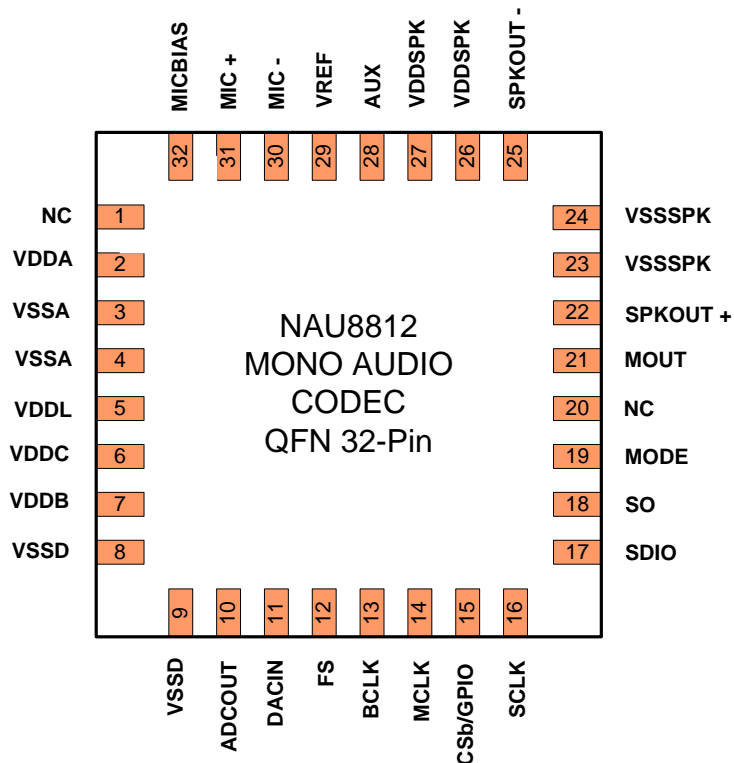 MICBIAS
MIC +
MIC -
VREF
AUX
VDDSPK
VDDSPK
SPKOUT -
32
31
30
29
28
27
26
25
NC
1
VDDA
2
VSSA
3
VSSA
4
VDDL
5
VDDC
6
VDDB
7
VSSD
8
NAU8812
MONO AUDIO
CODEC
QFN 32-Pin
24
VSSSPK
23
VSSSPK
22
SPKOUT +
21
MOUT
20
NC
19
MODE
18
SO
17
SDIO
9
10
11
12
13
14
15
16
VSSD
ADCOUT
DACIN
FS
BCLK
MCLK
CSb/GPIO
SCLK